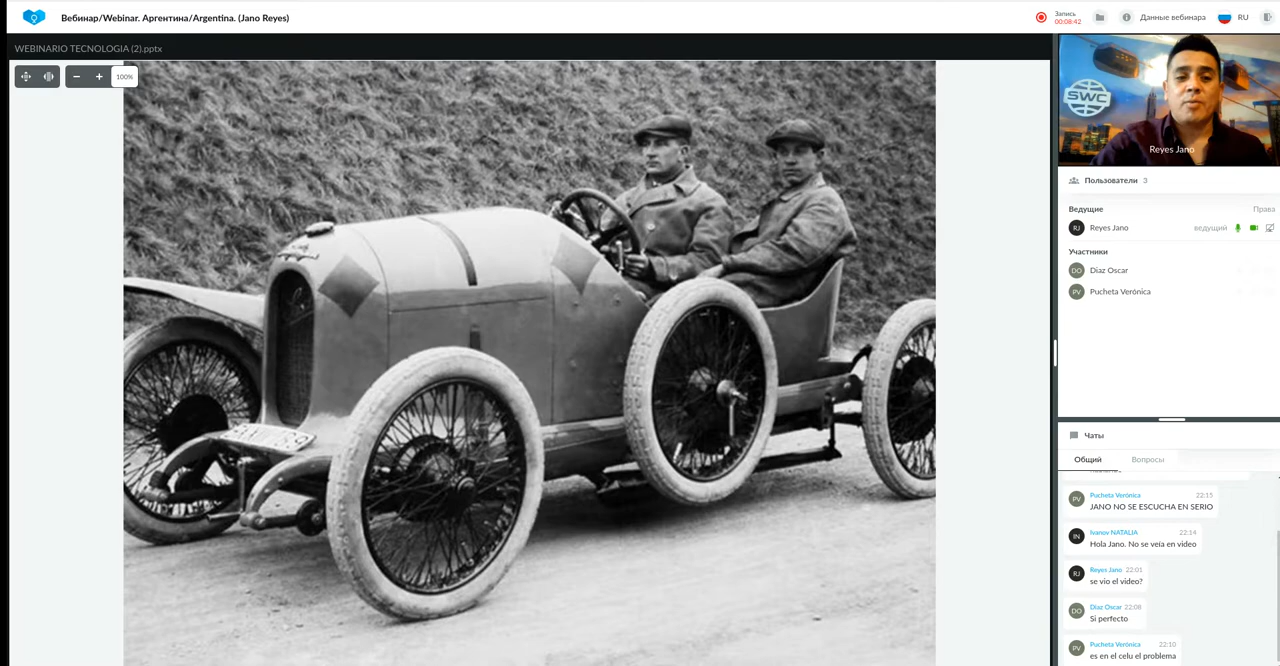 Вебинар/Webinar. Аргентина/Argentina. (Jano Reyes)
Запись
00:08:42
Данные вебинара
RU
WEBINARIO TECNOLOGIA (2).pptx
100%
SWC
Reyes Jano
Пользователи 3
Ведущие
Права
RJ
Reyes Jano
ведущий
Участники
DO
Diaz Oscar
PV
Pucheta Verónica
Чаты
Общий
Вопросы
PV
Pucheta Verónica 22:15
JANO NO SE ESCUCHA EN SERIO
IN
Ivanov NATALIA 22:14
Hola Jano. No se veía en video
RJ
Reyes Jano 22:01
se vio el video?
DO
Diaz Oscar 22:08
Si perfecto
PV
Pucheta Verónica 22:10
es en el celu el problema